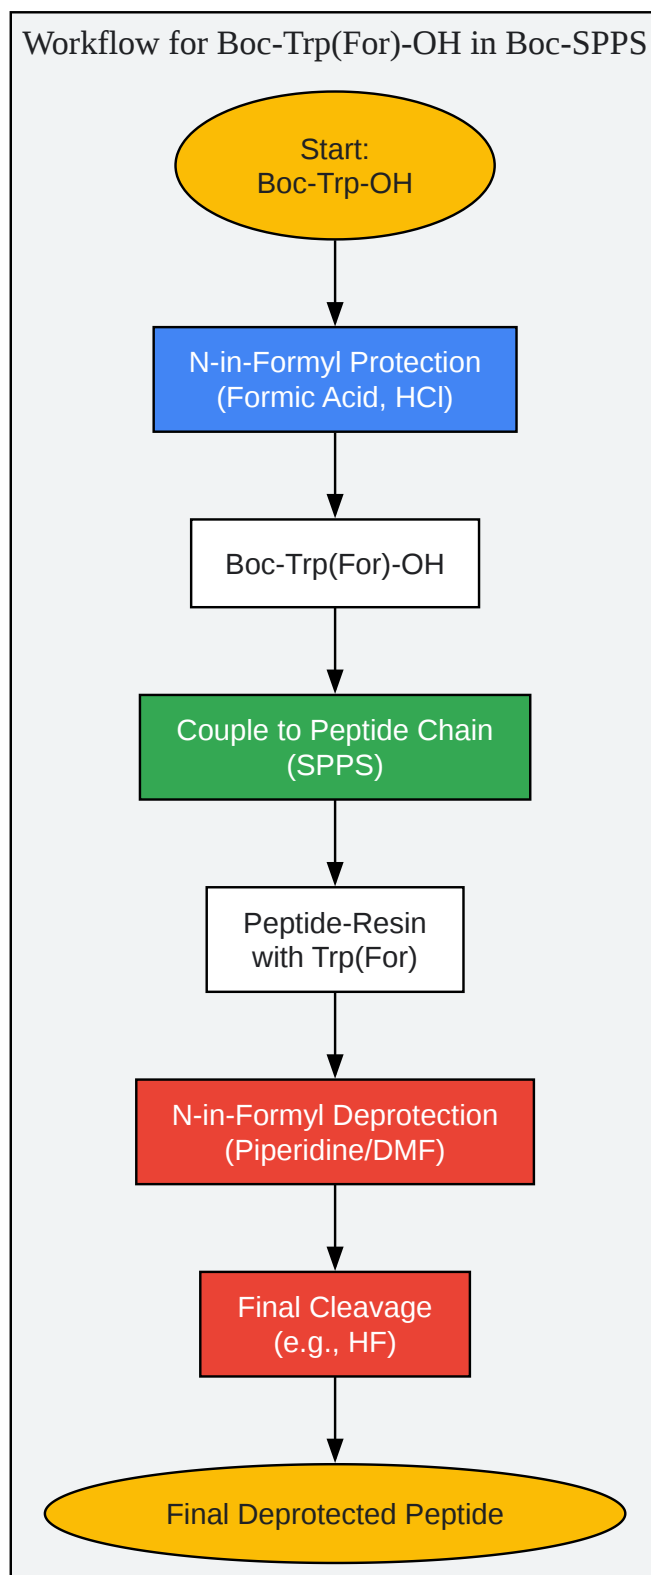 Workflow for Boc-Trp(For)-OH in Boc-SPPS
Start:
Boc-Trp-OH
N-in-Formyl Protection
(Formic Acid, HCl)
Boc-Trp(For)-OH
Couple to Peptide Chain
(SPPS)
Peptide-Resin
with Trp(For)
N-in-Formyl Deprotection
(Piperidine/DMF)
Final Cleavage
(e.g., HF)
Final Deprotected Peptide